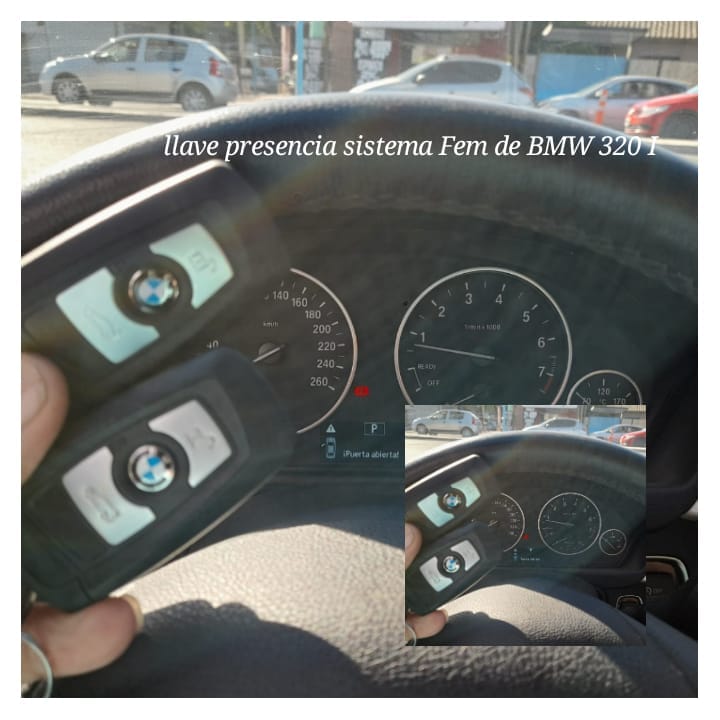 llave presencia sistema Fem de BMW 320 I
140
160
180
200
220
240
260
km/h
1
2
3
4
5
6
7
1/min x 1000
READY
OFF
120
170
°C
P
¡Puerta abierta!